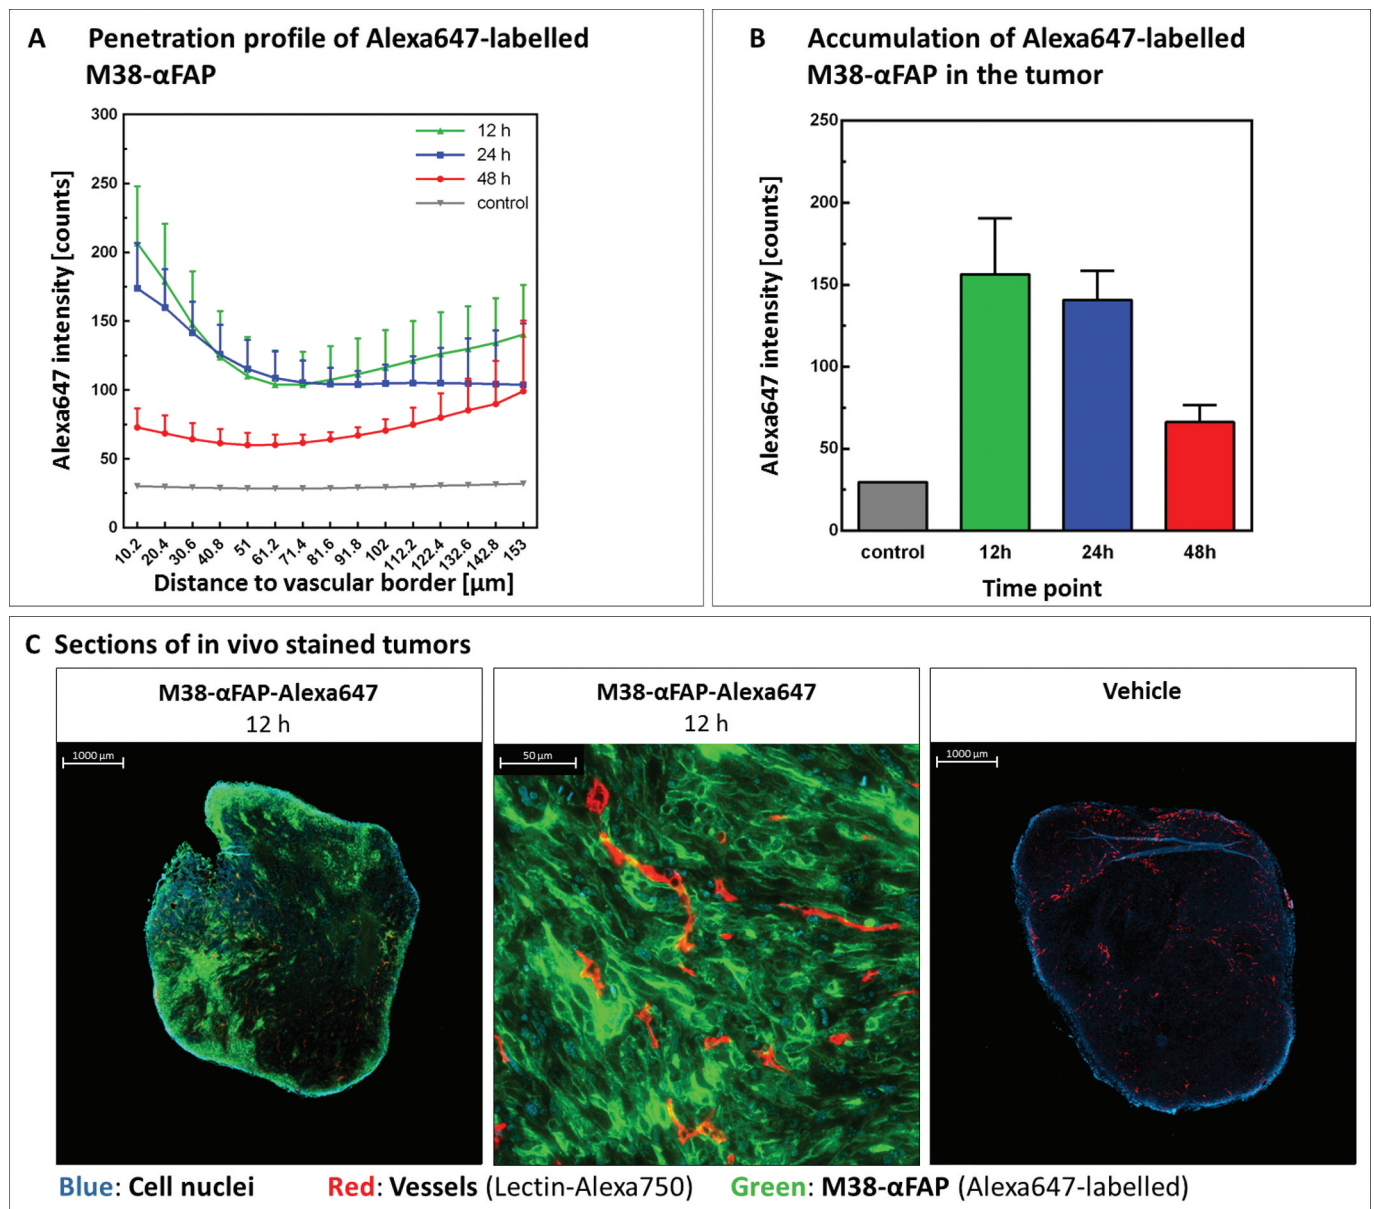 A Penetration profile of Alexa647-labelled
M38-αFAP
300
250
200
150
100
50
0
Alexa647 intensity [counts]
12 h
24 h
48 h
control
10.2
20.4
30.6
40.8
51
61.2
71.4
81.6
91.8
102
112.2
122.4
132.6
142.8
153
Distance to vascular border [µm]
B Accumulation of Alexa647-labelled
M38-αFAP in the tumor
250
200
150
100
50
0
Alexa647 intensity [counts]
control 12h 24h 48h
Time point
C Sections of in vivo stained tumors
M38-αFAP-Alexa647
12 h
1000 µm
M38-αFAP-Alexa647
12 h
50 µm
Vehicle
1000 µm
Blue: Cell nuclei Red: Vessels (Lectin-Alexa750) Green: M38-αFAP (Alexa647-labelled)